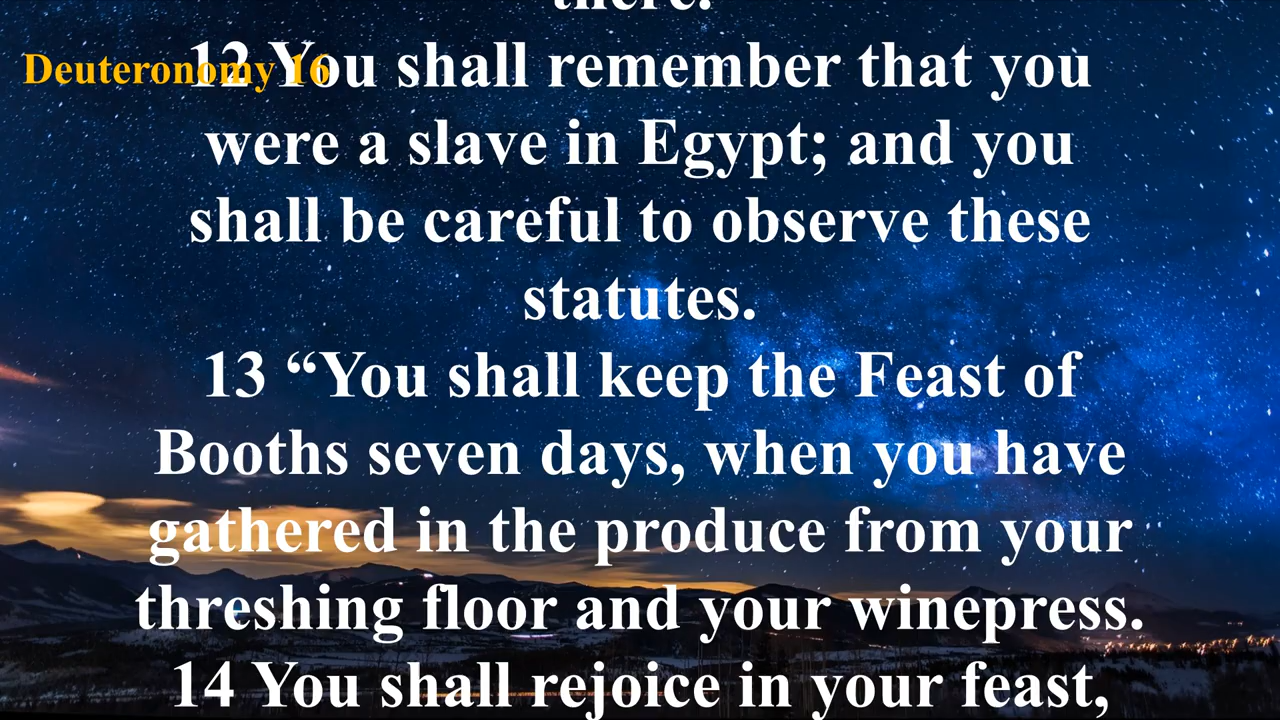 there.
Deuteronomy 16
12 You shall remember that you
were a slave in Egypt; and you
shall be careful to observe these
statutes.
13 “You shall keep the Feast of
Booths seven days, when you have
gathered in the produce from your
threshing floor and your winepress.
14 You shall rejoice in your feast,